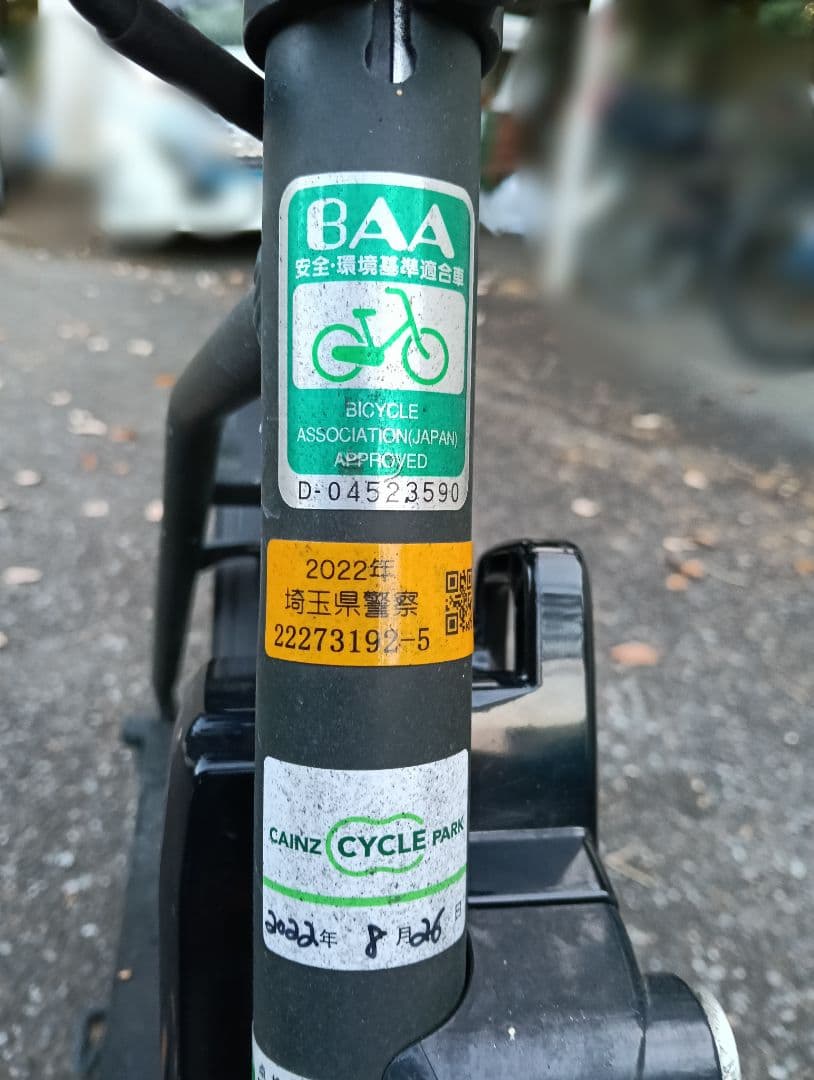 BAA
安全・環境基準適合車
BICYCLE
ASSOCIATION(JAPAN)
APPROVED
D-04523590
2022年
埼玉県警察
22273192-5
CAINZ CYCLE PARK
2022年 8月26日